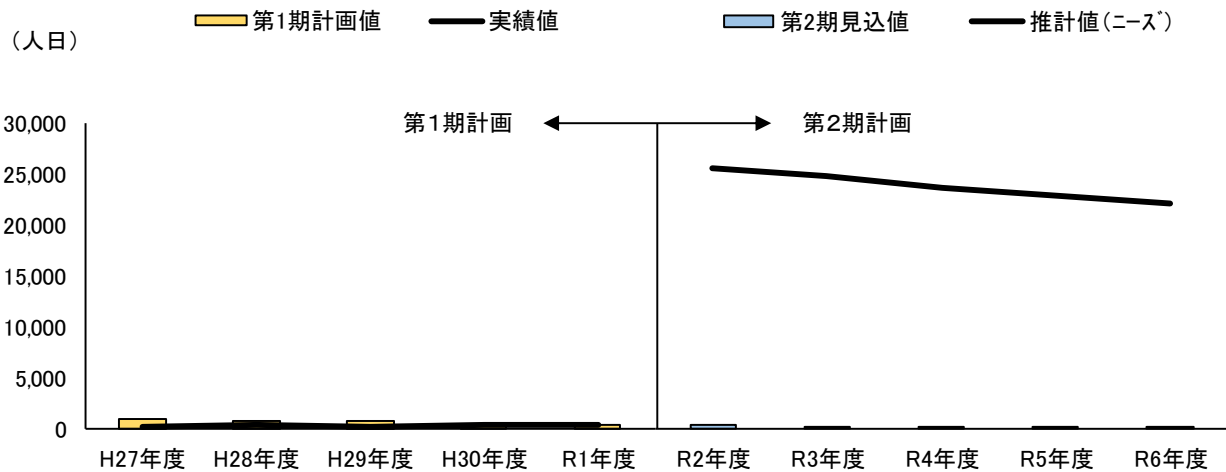 第1期計画値 実績値 第2期見込値 推計値(ﾆｰｽﾞ)
(人日)
第1期計画 第2期計画
30,000
25,000
20,000
15,000
10,000
5,000
0
H27年度 H28年度 H29年度 H30年度 R1年度 R2年度 R3年度 R4年度 R5年度 R6年度